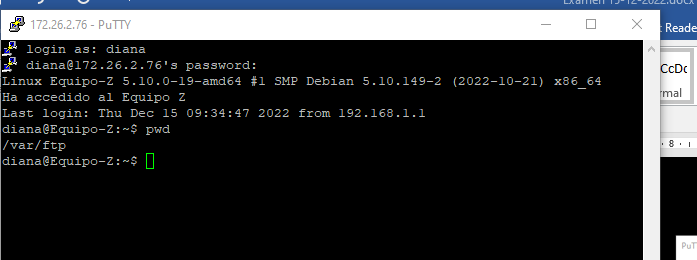 Examen 15-12-2022.docx
172.26.2.76 - PuTTY
Reade
login as: diana
diana@172.26.2.76's password:
Linux Equipo-Z 5.10.0-19-amd64 #1 SMP Debian 5.10.149-2 (2022-10-21) x86_64
Ha accedido al Equipo Z
Last login: Thu Dec 15 09:34:47 2022 from 192.168.1.1
diana@Equipo-Z:~$ pwd
/var/ftp
diana@Equipo-Z:~$
CcDc
rmal
8
PuT